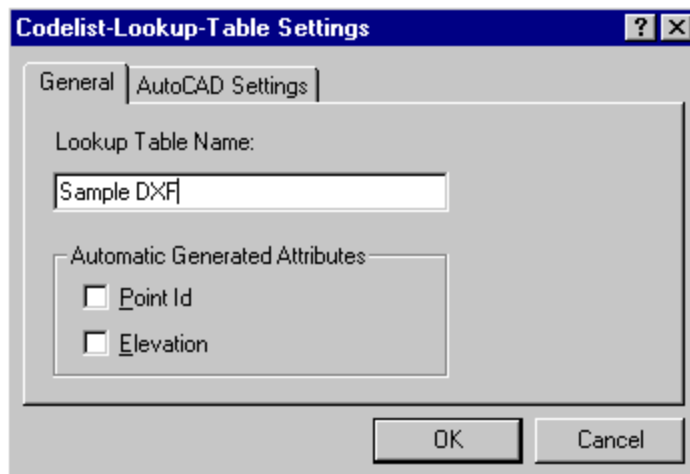 Codelist-Lookup-Table Settings
General AutoCAD Settings
Lookup Table Name:
Sample DXF
Automatic Generated Attributes
Point Id
Elevation
OK Cancel